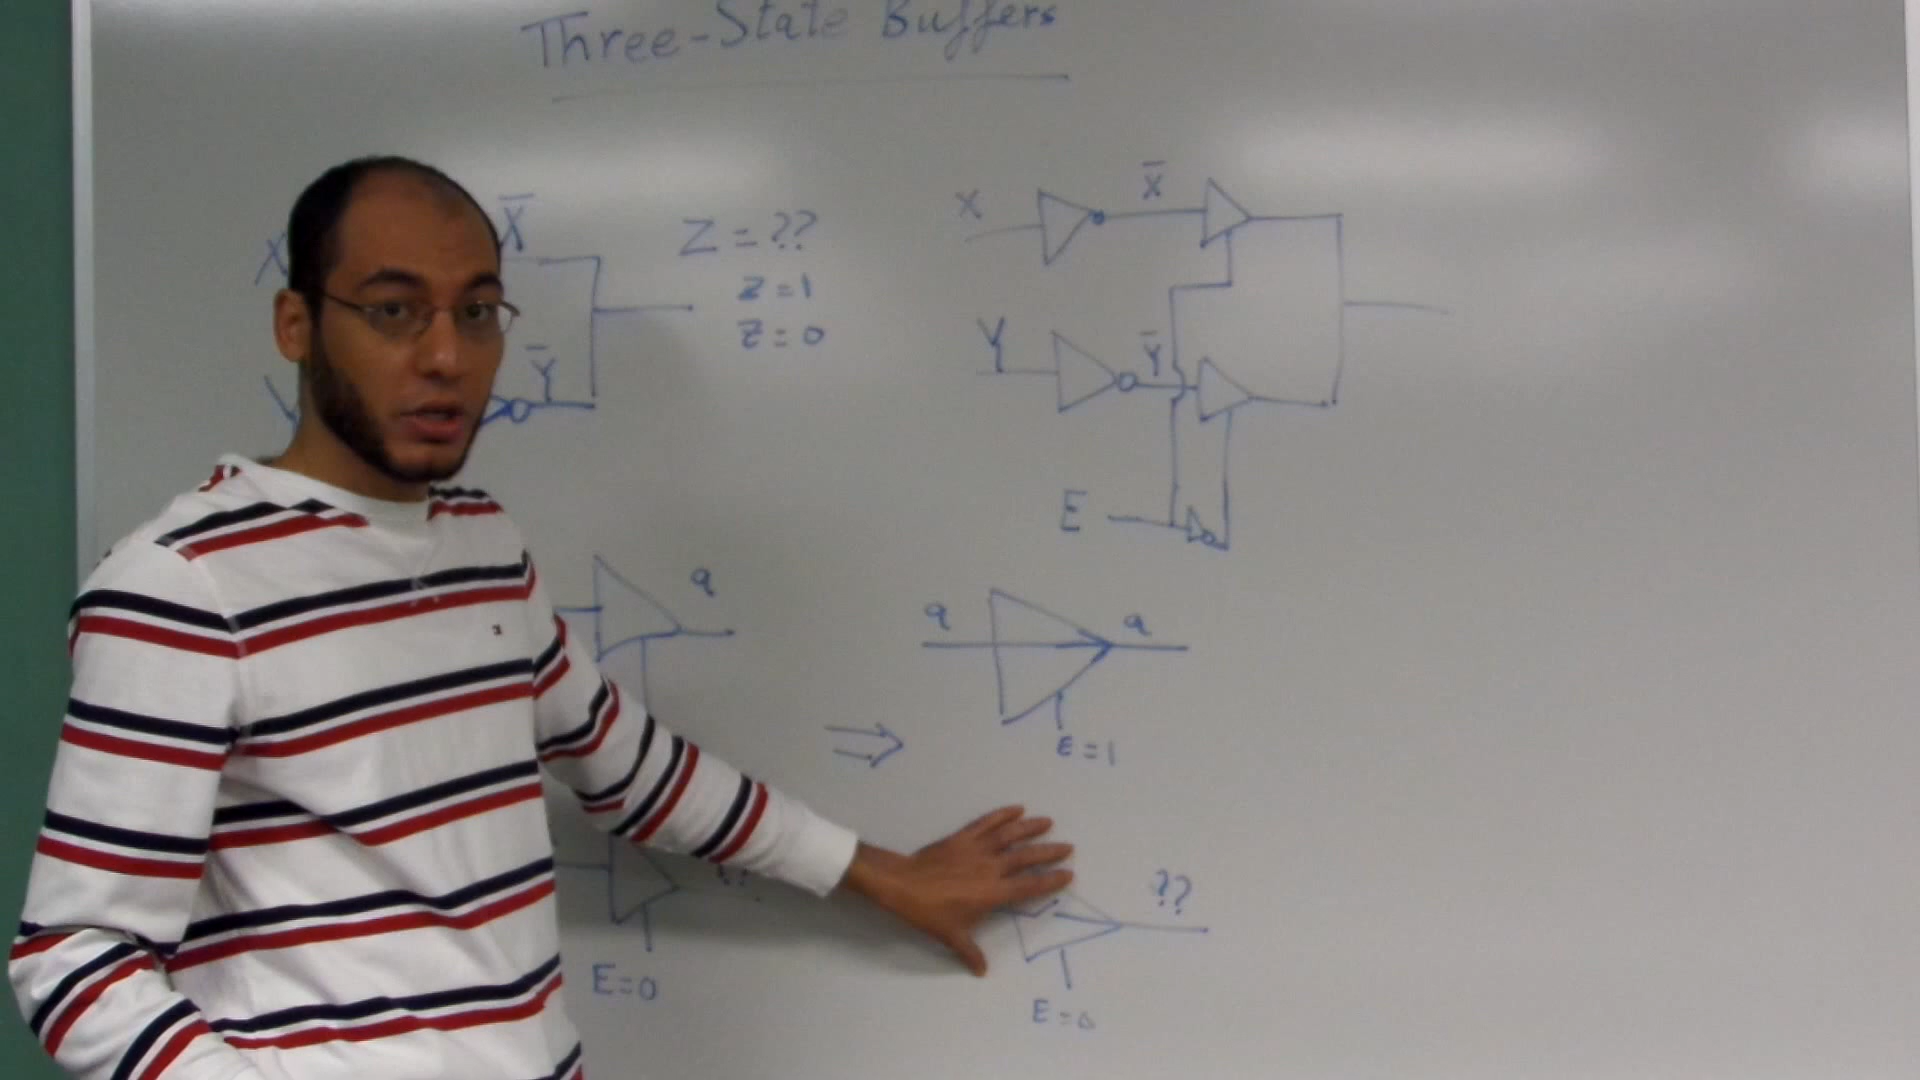 Three-State Buffers
X
X̅
Z = ??
Z = 1
Z = 0
Y
Y̅
X
X̅
Y
Y̅
E
q
E=0
q
q
E=1
??
E=0